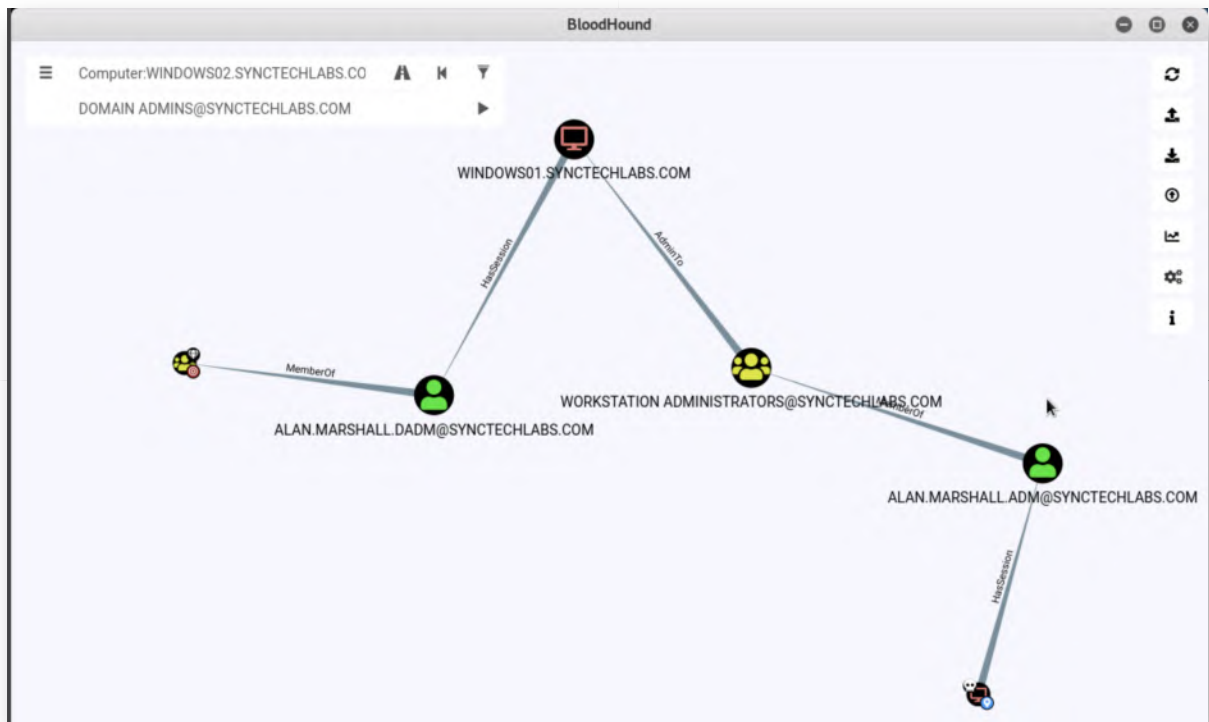 BloodHound
Computer:WINDOWS02.SYNCTECHLABS.CO
DOMAIN ADMINS@SYNCTECHLABS.COM
WINDOWS01.SYNCTECHLABS.COM
HasSession
AdminTo
MemberOf
ALAN.MARSHALL.DADM@SYNCTECHLABS.COM
WORKSTATION ADMINISTRATORS@SYNCTECHLABS.COM
MemberOf
ALAN.MARSHALL.ADM@SYNCTECHLABS.COM
HasSession